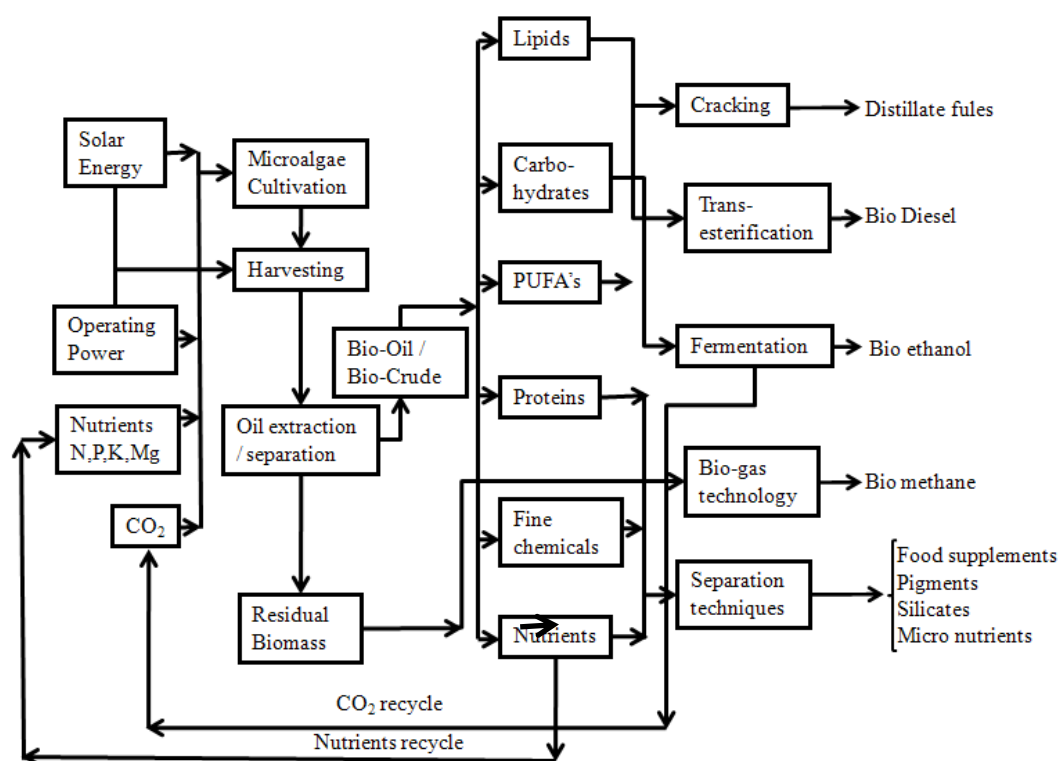 Lipids
Cracking
Distillate fules
Solar
Energy
Microalgae
Cultivation
Carbo-
hydrates
Trans-
esterification
Bio Diesel
Harvesting
PUFA's
Operating
Power
Bio-Oil /
Bio-Crude
Fermentation
Bio ethanol
Proteins
Nutrients
N,P,K,Mg
Oil extraction
/ separation
Bio-gas
technology
Bio methane
CO₂
Fine
chemicals
Separation
techniques
Food supplements
Pigments
Silicates
Micro nutrients
Residual
Biomass
Nutrients
CO₂ recycle
Nutrients recycle